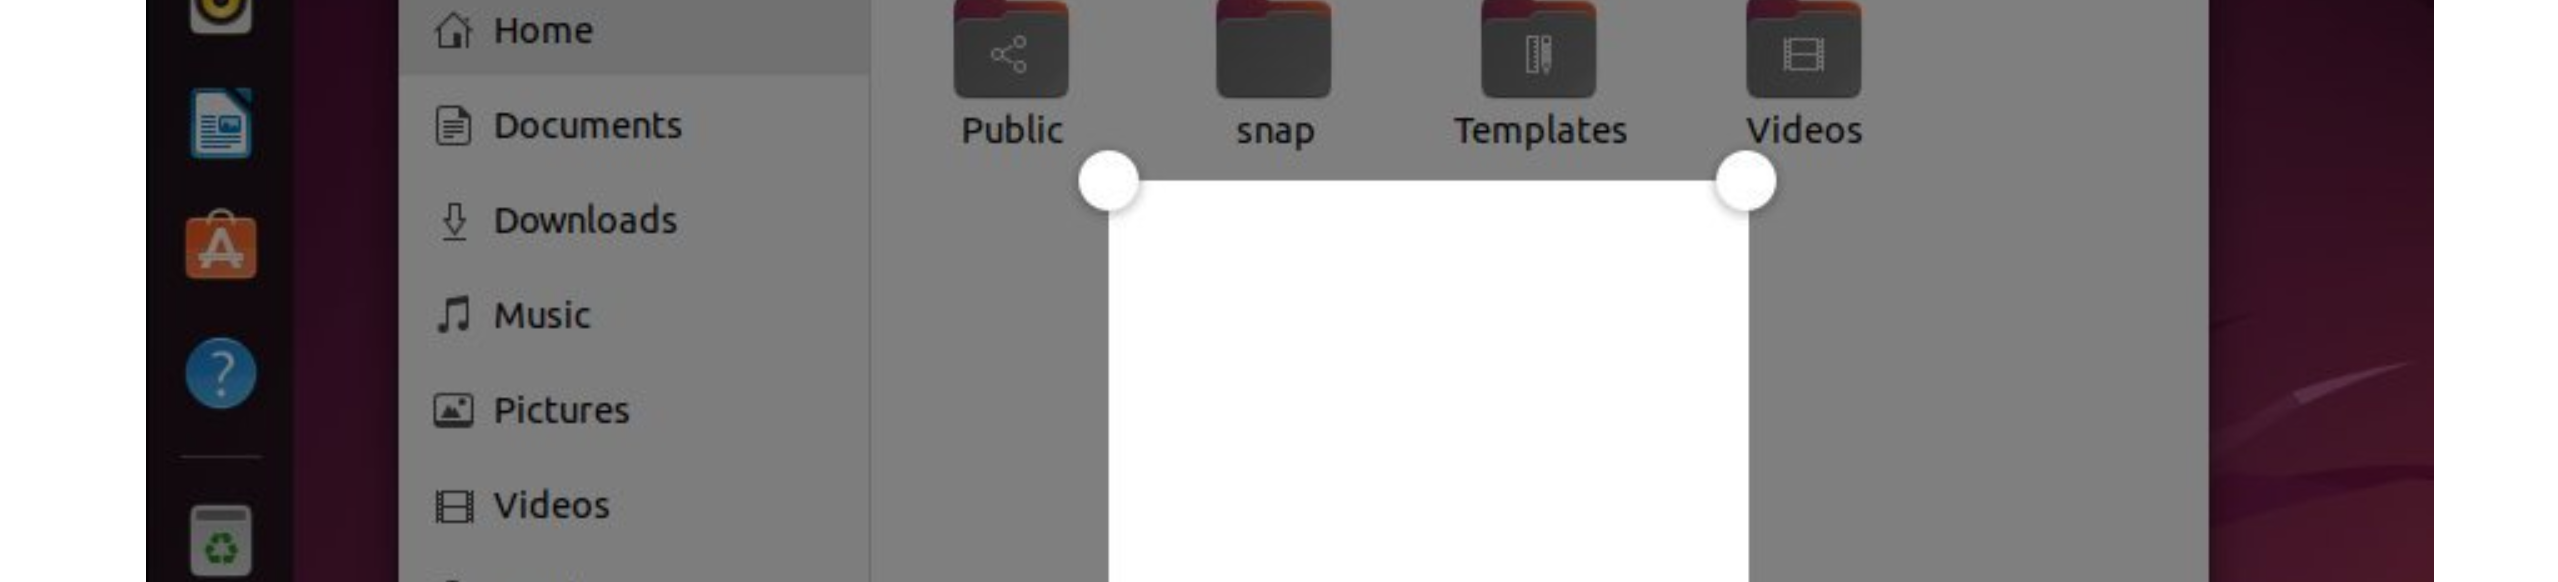 Home
Documents
Downloads
Music
Pictures
Videos
Public
snap
Templates
Videos